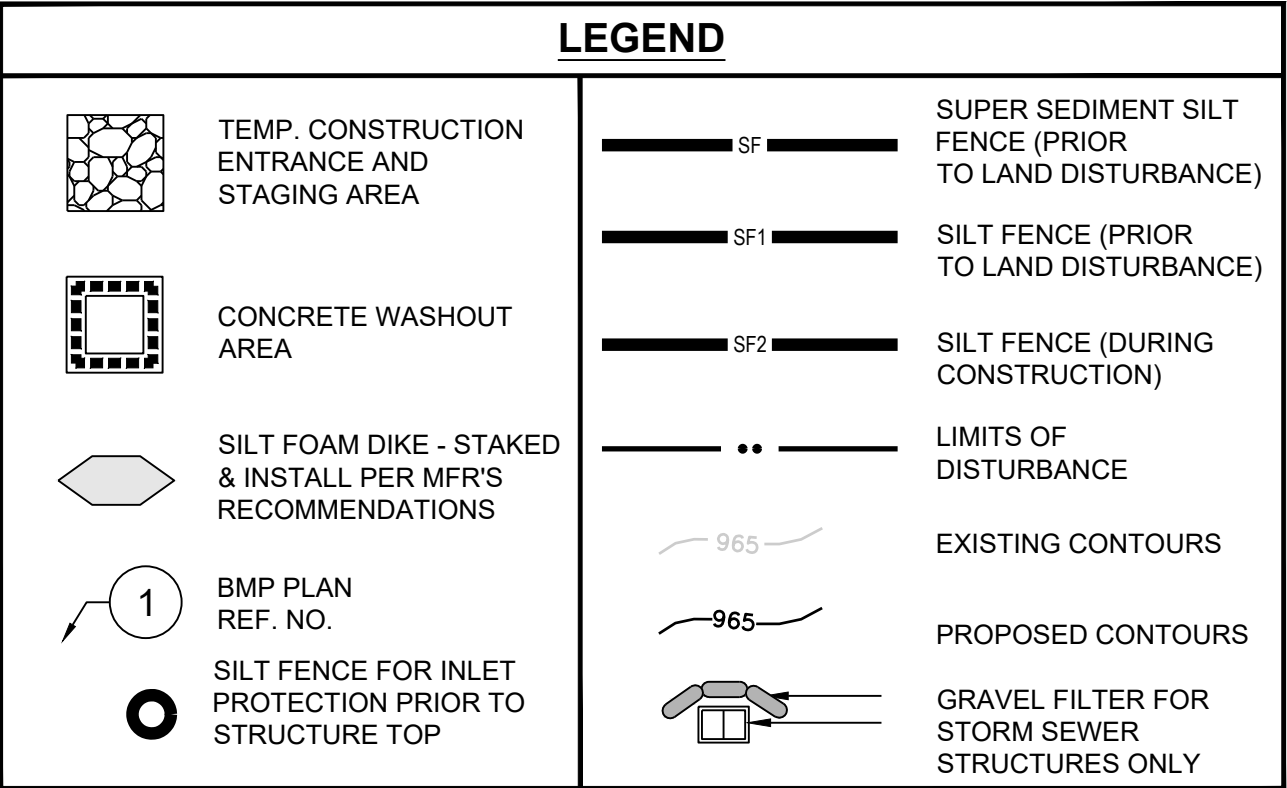 LEGEND
TEMP. CONSTRUCTION
ENTRANCE AND
STAGING AREA
CONCRETE WASHOUT
AREA
SILT FOAM DIKE - STAKED
& INSTALL PER MFR'S
RECOMMENDATIONS
1
BMP PLAN
REF. NO.
SILT FENCE FOR INLET
PROTECTION PRIOR TO
STRUCTURE TOP
SF
SUPER SEDIMENT SILT
FENCE (PRIOR
TO LAND DISTURBANCE)
SF1
SILT FENCE (PRIOR
TO LAND DISTURBANCE)
SF2
SILT FENCE (DURING
CONSTRUCTION)
LIMITS OF
DISTURBANCE
965
EXISTING CONTOURS
965
PROPOSED CONTOURS
GRAVEL FILTER FOR
STORM SEWER
STRUCTURES ONLY